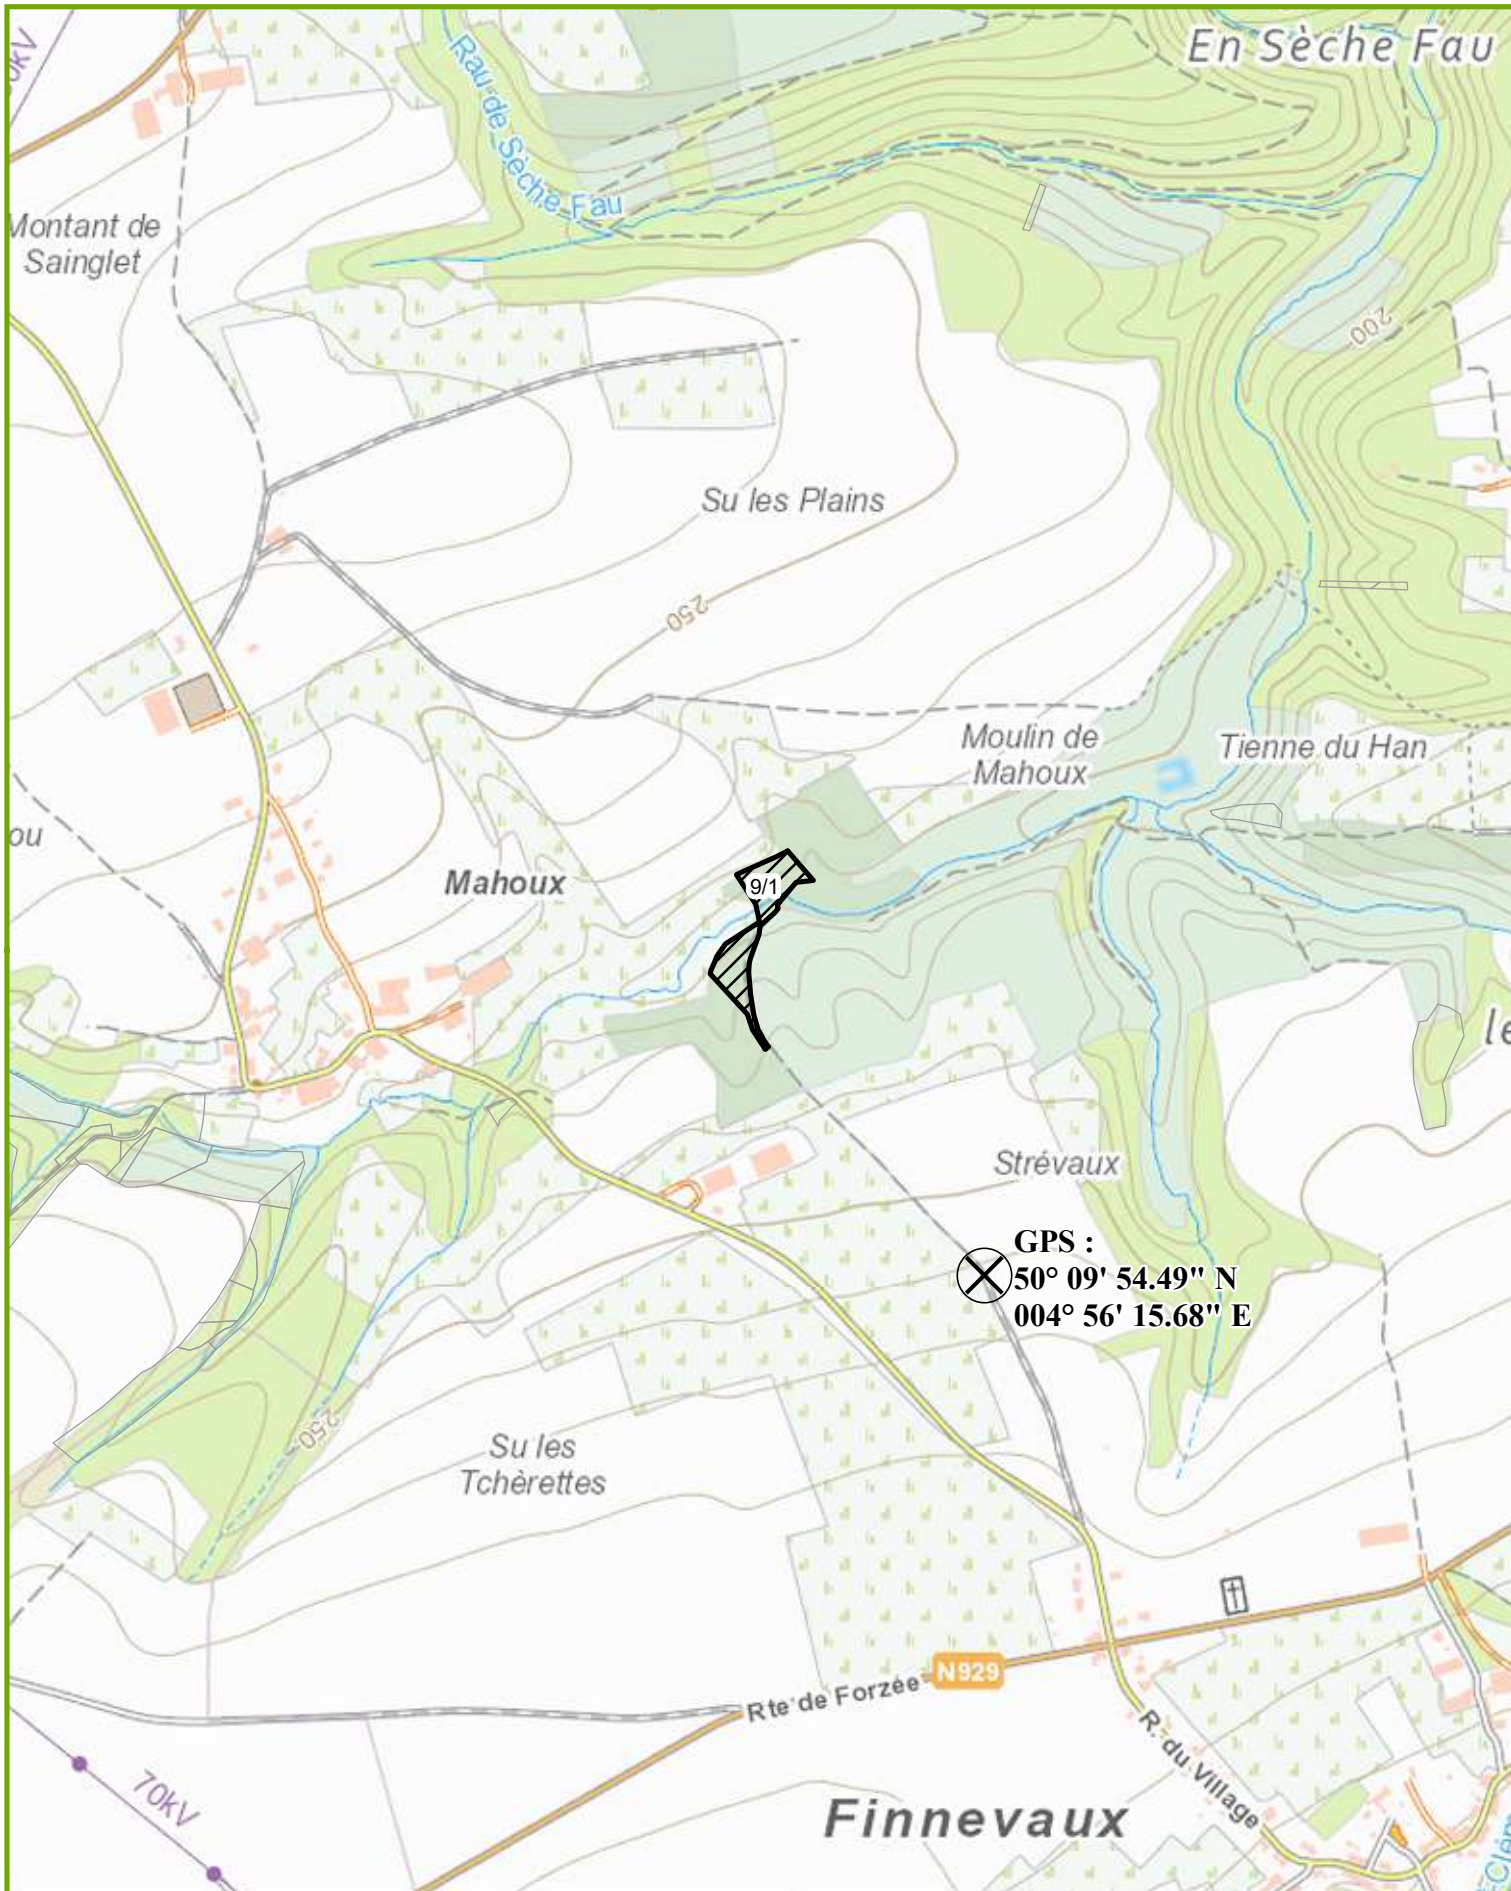 En Sèche Fau
Rau de Sèche Fau
Montant de
Sainglet
200
Su les Plains
250
Moulin de
Mahoux
Tienne du Han
ou
Mahoux
9/1
le
Strévaux
GPS :
50° 09' 54.49" N
004° 56' 15.68" E
250
Su les
Tchèrettes
N929
Rte de Forzée
R. du Village
70kV
Finnevaux